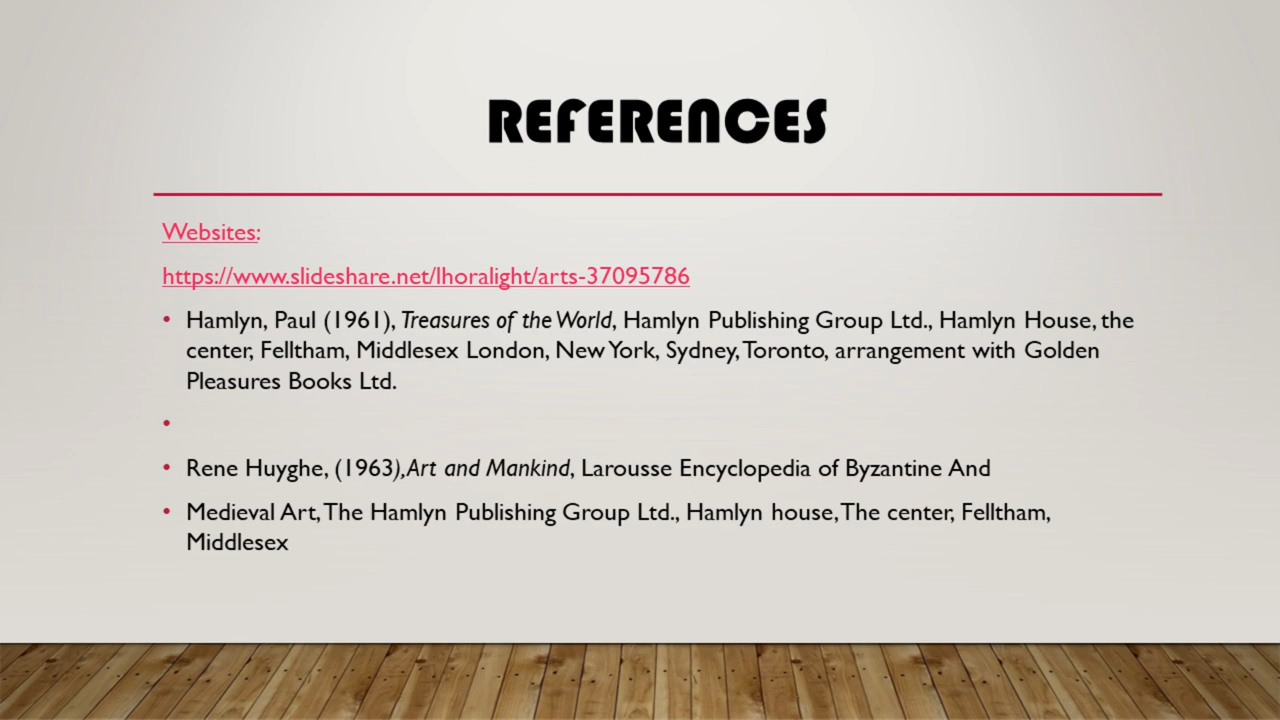 REFERENCES
Websites:
https://www.slideshare.net/lhoralight/arts-37095786
• Hamlyn, Paul (1961), Treasures of the World, Hamlyn Publishing Group Ltd., Hamlyn House, the
center, Felltham, Middlesex London, New York, Sydney, Toronto, arrangement with Golden
Pleasures Books Ltd.
•
• Rene Huyghe, (1963),Art and Mankind, Larousse Encyclopedia of Byzantine And
• Medieval Art, The Hamlyn Publishing Group Ltd., Hamlyn house, The center, Felltham,
Middlesex